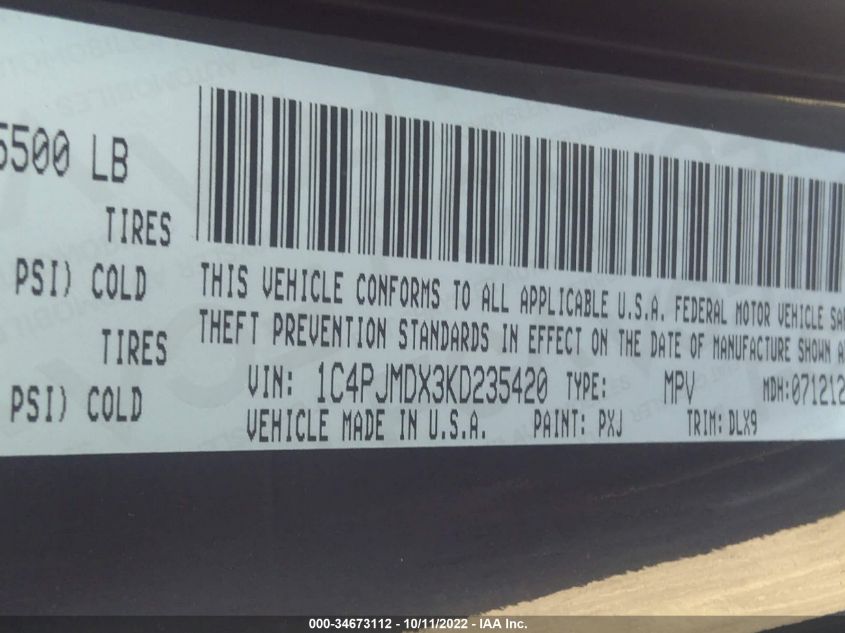 5500 LB
TIRES
PSI) COLD
TIRES
PSI) COLD
THIS VEHICLE CONFORMS TO ALL APPLICABLE U.S.A. FEDERAL MOTOR VEHICLE
THEFT PREVENTION STANDARDS IN EFFECT ON THE DATE OF MANUFACTURE SHOWN
VIN: 1C4PJMDX3KD235420 TYPE: MPV MDH:071212
VEHICLE MADE IN U.S.A. PAINT: PXJ TRIM: DLX9
000-34673112 - 10/11/2022 - IAA Inc.